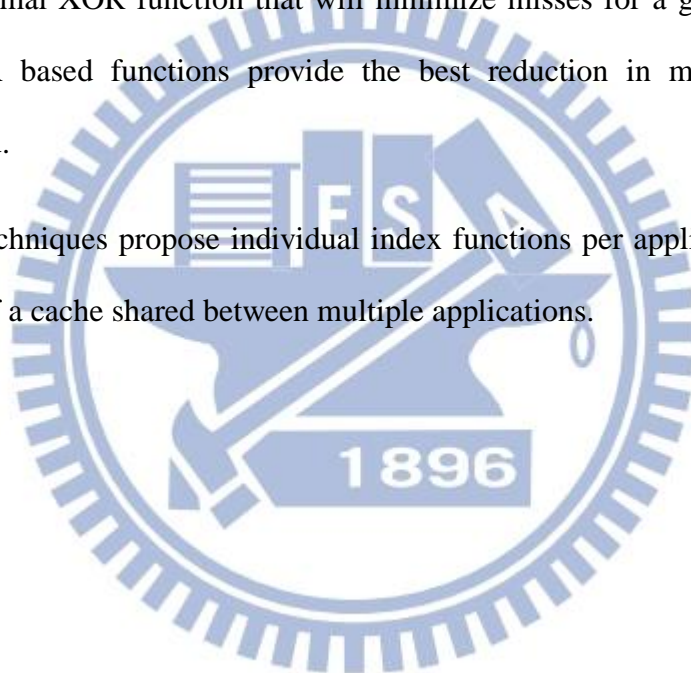 XOR function that will minimize misses for a
based functions provide the best reduction in
E S A
chniques propose individual index functions per appli
f a cache shared between multiple applications.
1896